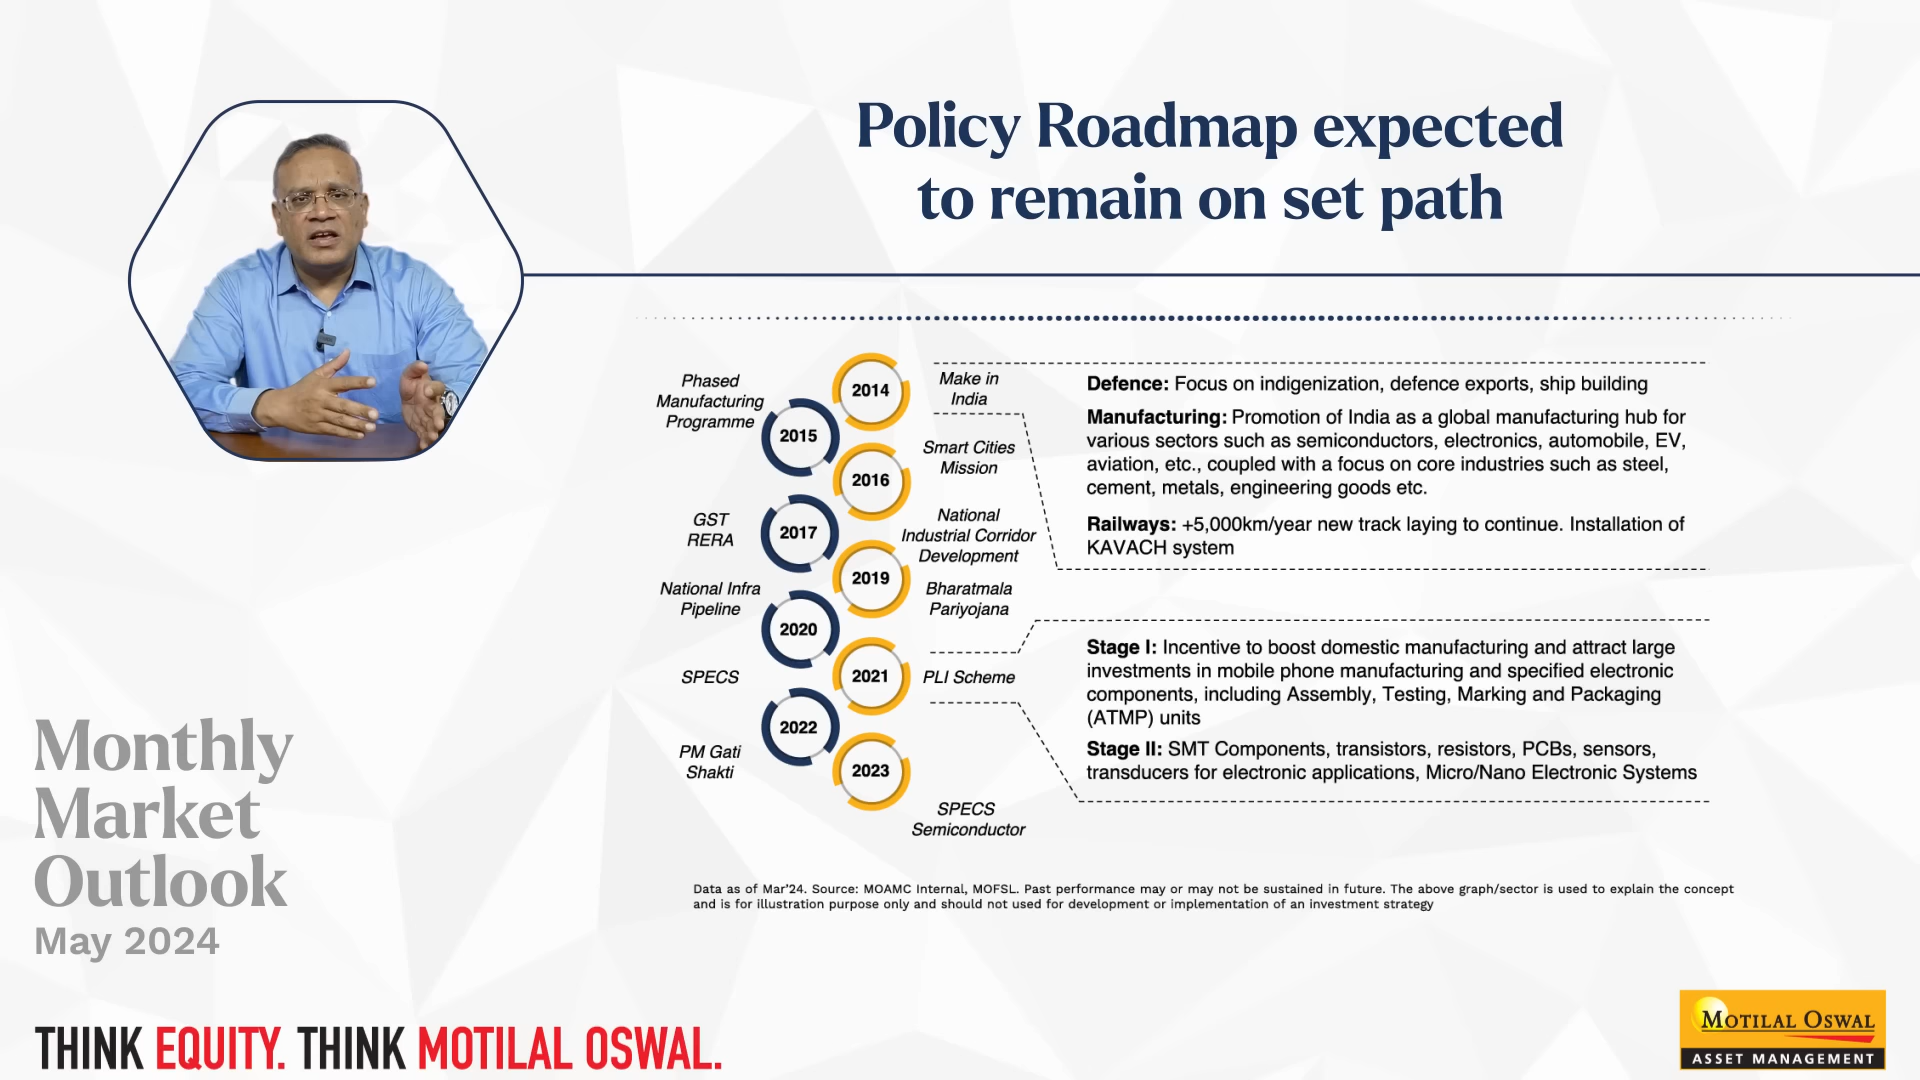 Policy Roadmap expected
to remain on set path
Phased
Manufacturing
Programme
2014
Make in
India
2015
Smart Cities
Mission
2016
GST
RERA
2017
National
Industrial Corridor
Development
National Infra
Pipeline
2019
Bharatmala
Pariyojana
2020
SPECS
2021
PLI Scheme
2022
PM Gati
Shakti
2023
SPECS
Semiconductor
Defence: Focus on indigenization, defence exports, ship building
Manufacturing: Promotion of India as a global manufacturing hub for
various sectors such as semiconductors, electronics, automobile, EV,
aviation, etc., coupled with a focus on core industries such as steel,
cement, metals, engineering goods etc.
Railways: +5,000km/year new track laying to continue. Installation of
KAVACH system
Stage I: Incentive to boost domestic manufacturing and attract large
investments in mobile phone manufacturing and specified electronic
components, including Assembly, Testing, Marking and Packaging
(ATMP) units
Stage II: SMT Components, transistors, resistors, PCBs, sensors,
transducers for electronic applications, Micro/Nano Electronic Systems
Data as of Mar'24. Source: MOAMC Internal, MOFSL. Past performance may or may not be sustained in future. The above graph/sector is used to explain the concept
and is for illustration purpose only and should not used for development or implementation of an investment strategy
Monthly
Market
Outlook
May 2024
THINK EQUITY. THINK MOTILAL OSWAL.
MOTILAL OSWAL
ASSET MANAGEMENT